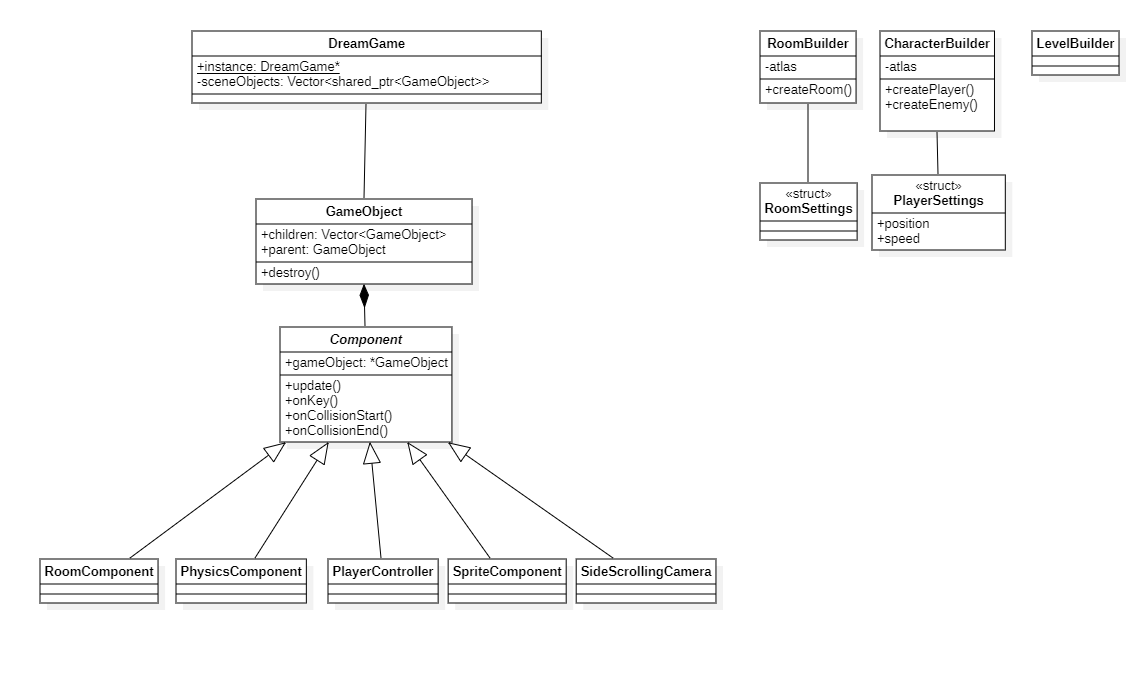 DreamGame
+instance: DreamGame*
-sceneObjects: Vector<shared_ptr<GameObject>>
RoomBuilder
-atlas
+createRoom()
CharacterBuilder
-atlas
+createPlayer()
+createEnemy()
LevelBuilder
«struct»
RoomSettings
«struct»
PlayerSettings
+position
+speed
GameObject
+children: Vector<GameObject>
+parent: GameObject
+destroy()
Component
+gameObject: *GameObject
+update()
+onKey()
+onCollisionStart()
+onCollisionEnd()
RoomComponent
PhysicsComponent
PlayerController
SpriteComponent
SideScrollingCamera